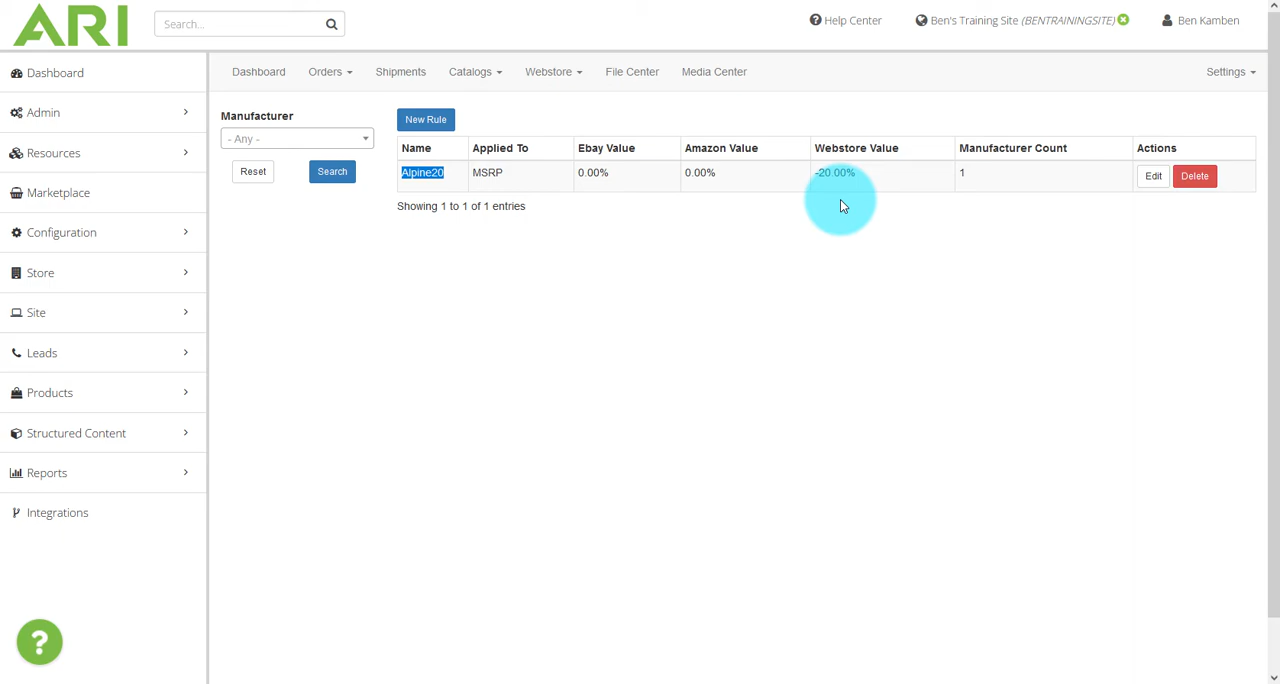 ARI
Search...
Help Center
Ben's Training Site (BENTRAININGSITE)
Ben Kamben
Dashboard
Admin
Resources
Marketplace
Configuration
Store
Site
Leads
Products
Structured Content
Reports
Integrations
?
Dashboard Orders Shipments Catalogs Webstore File Center Media Center Settings
Manufacturer
- Any -
Reset Search
New Rule
Name Applied To Ebay Value Amazon Value Webstore Value Manufacturer Count Actions
Alpine20 MSRP 0.00% 0.00% -20.00% 1 Edit Delete
Showing 1 to 1 of 1 entries